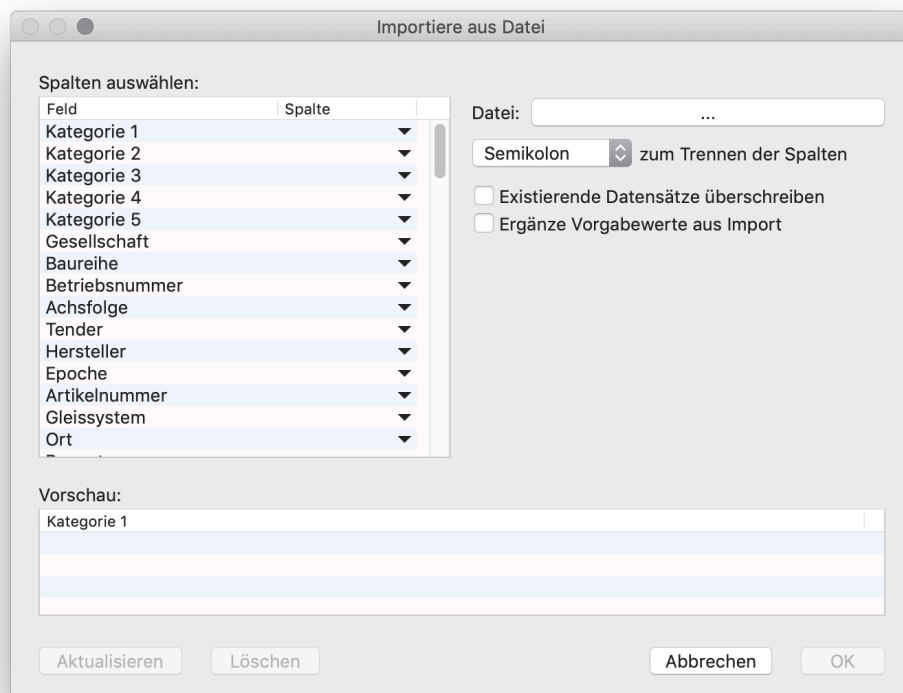 Importiere aus Datei
Spalten auswählen:
Feld Spalte
Kategorie 1
Kategorie 2
Kategorie 3
Kategorie 4
Kategorie 5
Gesellschaft
Baureihe
Betriebsnummer
Achsfolge
Tender
Hersteller
Epoche
Artikelnummer
Gleissystem
Ort
Datei: ...
Semikolon zum Trennen der Spalten
Existierende Datensätze überschreiben
Ergänze Vorgabewerte aus Import
Vorschau:
Kategorie 1
Aktualisieren Löschen Abbrechen OK